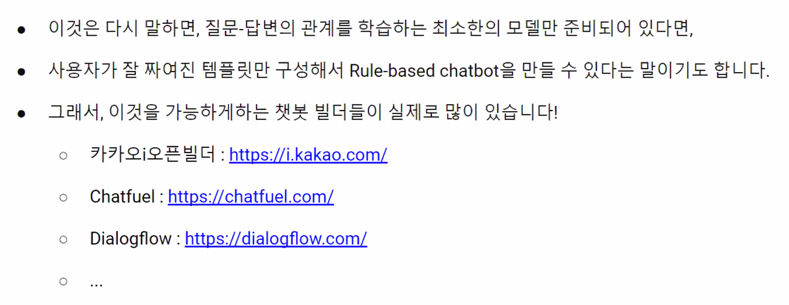 ● 이것은 다시 말하면, 질문-답변의 관계를 학습하는 최소한의 모델만 준비되어 있다면,
● 사용자가 잘 짜여진 템플릿만 구성해서 Rule-based chatbot을 만들 수 있다는 말이기도 합니다.
● 그래서, 이것을 가능하게하는 챗봇 빌더들이 실제로 많이 있습니다!
○ 카카오i오픈빌더 : https://i.kakao.com/
○ Chatfuel : https://chatfuel.com/
○ Dialogflow : https://dialogflow.com/
○ ...